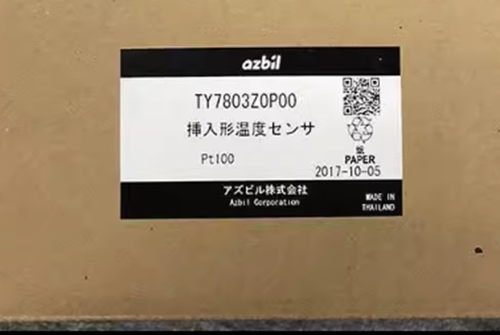 azbil
TY7803Z0P00
挿入形温度センサ
Pt100
紙
PAPER
2017-10-05
アズビル株式会社
Azbil Corporation
MADE IN
THAILAND